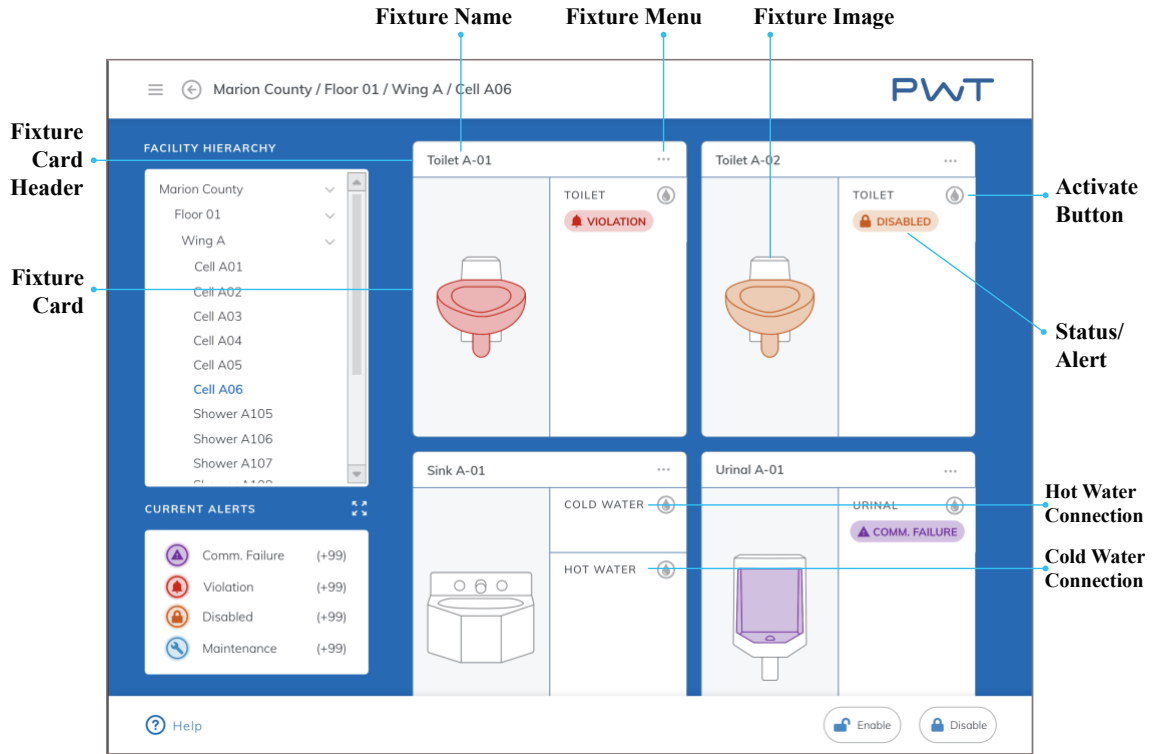 Fixture Name
Fixture Menu
Fixture Image
Marion County / Floor 01 / Wing A / Cell A06
PWT
Fixture
Card
Header
FACILITY HIERARCHY
Marion County
Floor 01
Wing A
Cell A01
Cell A02
Cell A03
Cell A04
Cell A05
Cell A06
Shower A105
Shower A106
Shower A107
Fixture
Card
Toilet A-01
TOILET
VIOLATION
Toilet A-02
TOILET
DISABLED
Activate
Button
Status/
Alert
CURRENT ALERTS
Comm. Failure (+99)
Violation (+99)
Disabled (+99)
Maintenance (+99)
Sink A-01
COLD WATER
HOT WATER
Urinal A-01
URINAL
COMM. FAILURE
Hot Water
Connection
Cold Water
Connection
Help
Enable
Disable